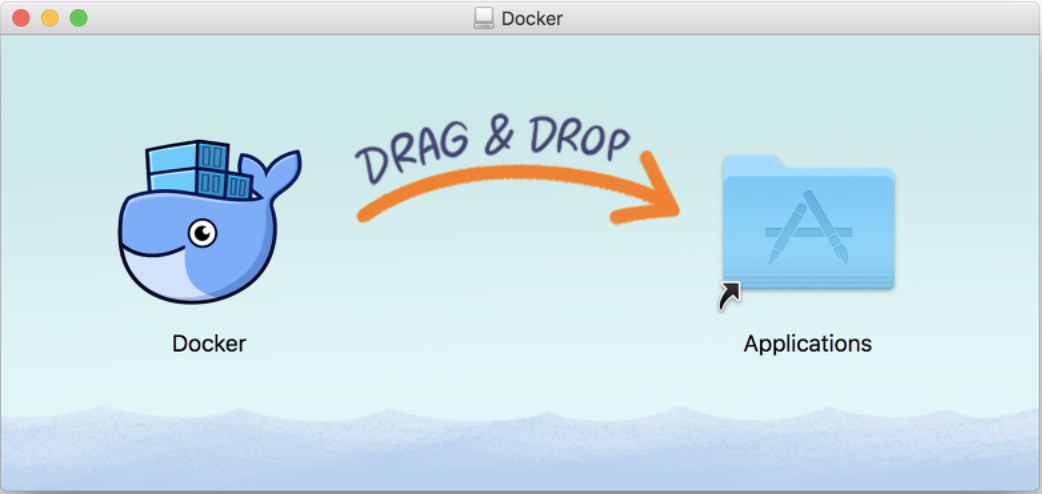 Docker
DRAG & DROP
Docker
Applications